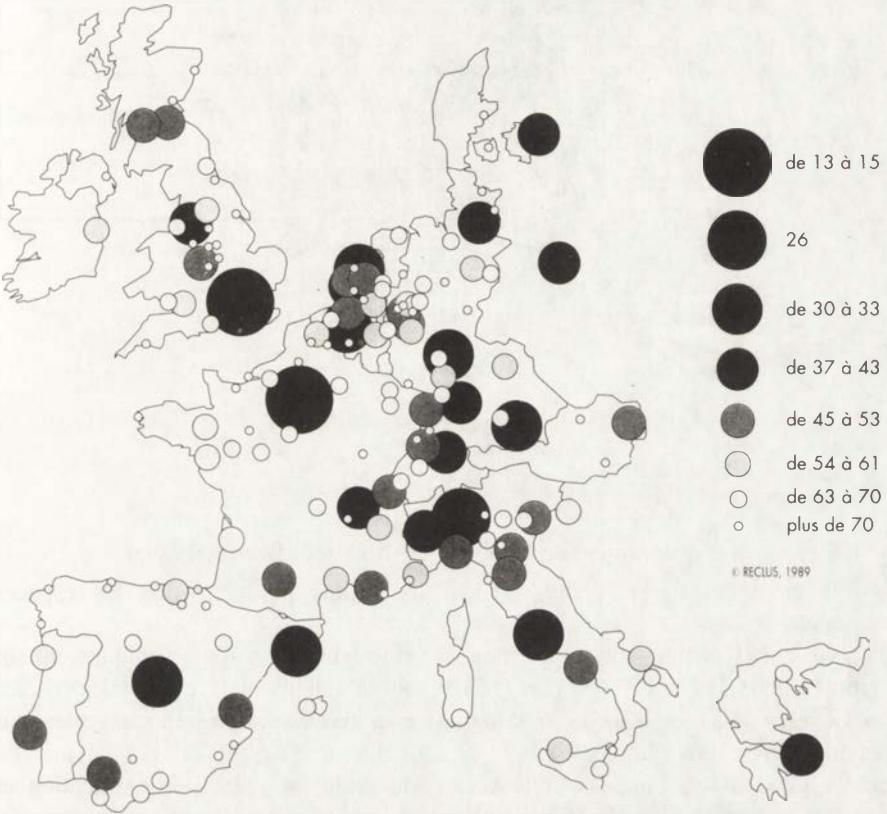 de 13 à 15
26
de 30 à 33
de 37 à 43
de 45 à 53
de 54 à 61
de 63 à 70
plus de 70
© RECLUS, 1989